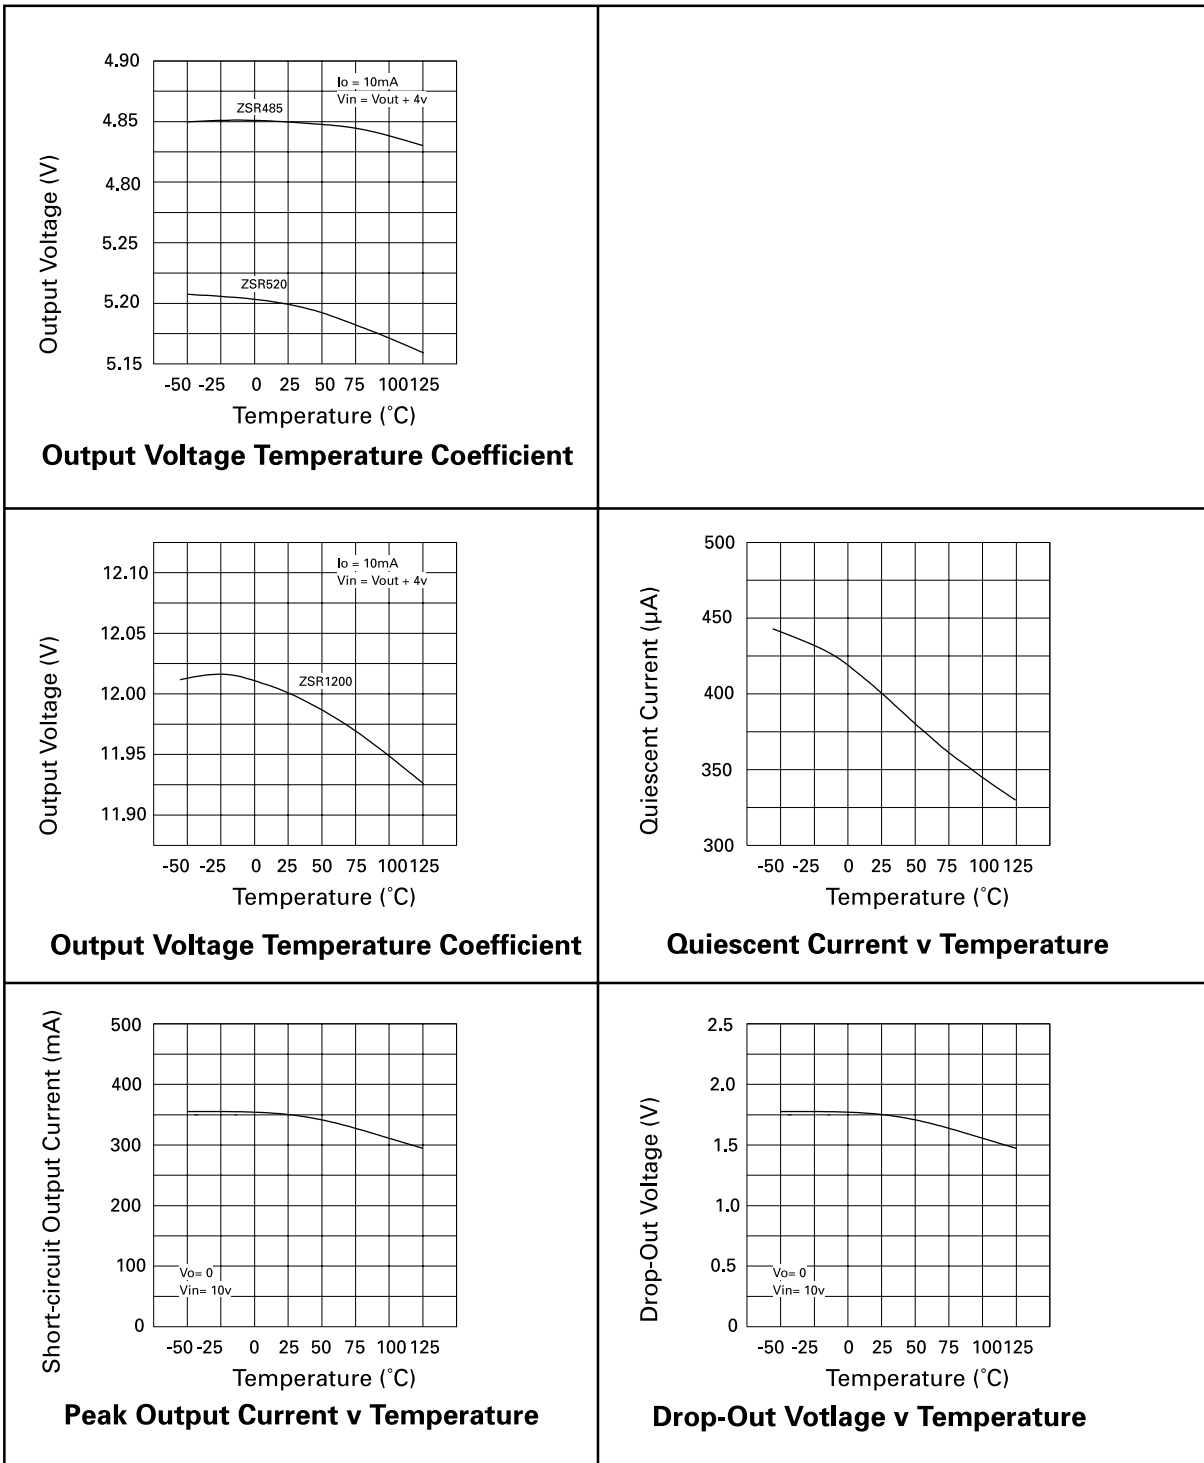 4.90
Io = 10mA
Vin = Vout + 4v
ZSR485
4.85
4.80
5.25
ZSR520
5.20
5.15
Output Voltage (V)
-50 -25 0 25 50 75 100 125
Temperature (˚C)
Output Voltage Temperature Coefficient
12.10
Io = 10mA
Vin = Vout + 4v
12.05
ZSR1200
12.00
11.95
11.90
Output Voltage (V)
-50 -25 0 25 50 75 100 125
Temperature (˚C)
Output Voltage Temperature Coefficient
500
450
400
350
300
Quiescent Current (µA)
-50 -25 0 25 50 75 100 125
Temperature (˚C)
Quiescent Current v Temperature
500
400
300
200
100
0
Vo= 0
Vin= 10v
Short-circuit Output Current (mA)
-50 -25 0 25 50 75 100 125
Temperature (˚C)
Peak Output Current v Temperature
2.5
2.0
1.5
1.0
0.5
0
Vo= 0
Vin= 10v
Drop-Out Voltage (V)
-50 -25 0 25 50 75 100 125
Temperature (˚C)
Drop-Out Votlage v Temperature